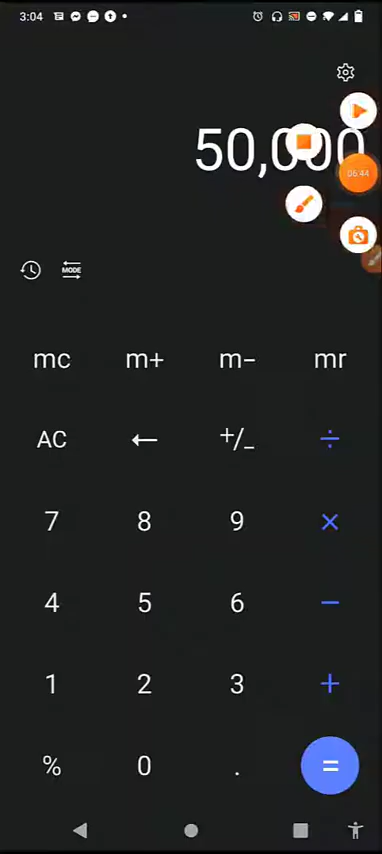 3:04
50,000
06:44
MODE
mc m+ m− mr
AC ← +/− ÷
7 8 9 ×
4 5 6 −
1 2 3 +
% 0 . =